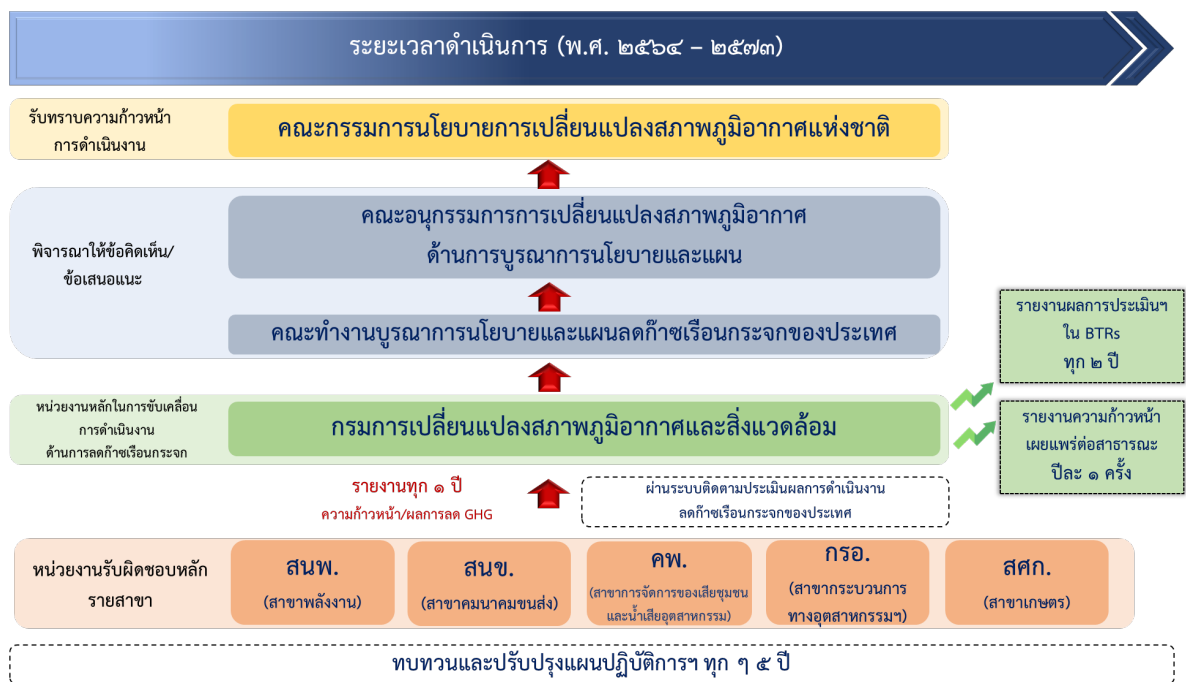 ระยะเวลาดำเนินการ (พ.ศ. ๒๕๖๔ – ๒๕๗๓)
รับทราบความก้าวหน้า
การดำเนินงาน
คณะกรรมการนโยบายการเปลี่ยนแปลงสภาพภูมิอากาศแห่งชาติ
พิจารณาให้ข้อคิดเห็น/
ข้อเสนอแนะ
คณะอนุกรรมการการเปลี่ยนแปลงสภาพภูมิอากาศ
ด้านการบูรณาการนโยบายและแผน
คณะทำงานบูรณาการนโยบายและแผนลดก๊าซเรือนกระจกของประเทศ
รายงานผลการประเมินฯ
ใน BTRs
ทุก ๒ ปี
หน่วยงานหลักในการขับเคลื่อน
การดำเนินงาน
ด้านการลดก๊าซเรือนกระจก
กรมการเปลี่ยนแปลงสภาพภูมิอากาศและสิ่งแวดล้อม
รายงานความก้าวหน้า
เผยแพร่ต่อสาธารณะ
ปีละ ๑ ครั้ง
รายงานทุก ๑ ปี
ความก้าวหน้า/ผลการลด GHG
ผ่านระบบติดตามประเมินผลการดำเนินงาน
ลดก๊าซเรือนกระจกของประเทศ
หน่วยงานรับผิดชอบหลัก
รายสาขา
สนพ.
(สาขาพลังงาน)
สนข.
(สาขาคมนาคมขนส่ง)
คพ.
(สาขาการจัดการของเสียชุมชน
และน้ำเสียอุตสาหกรรม)
กรอ.
(สาขากระบวนการ
ทางอุตสาหกรรมฯ)
สศก.
(สาขาเกษตร)
ทบทวนและปรับปรุงแผนปฏิบัติการฯ ทุก ๆ ๕ ปี